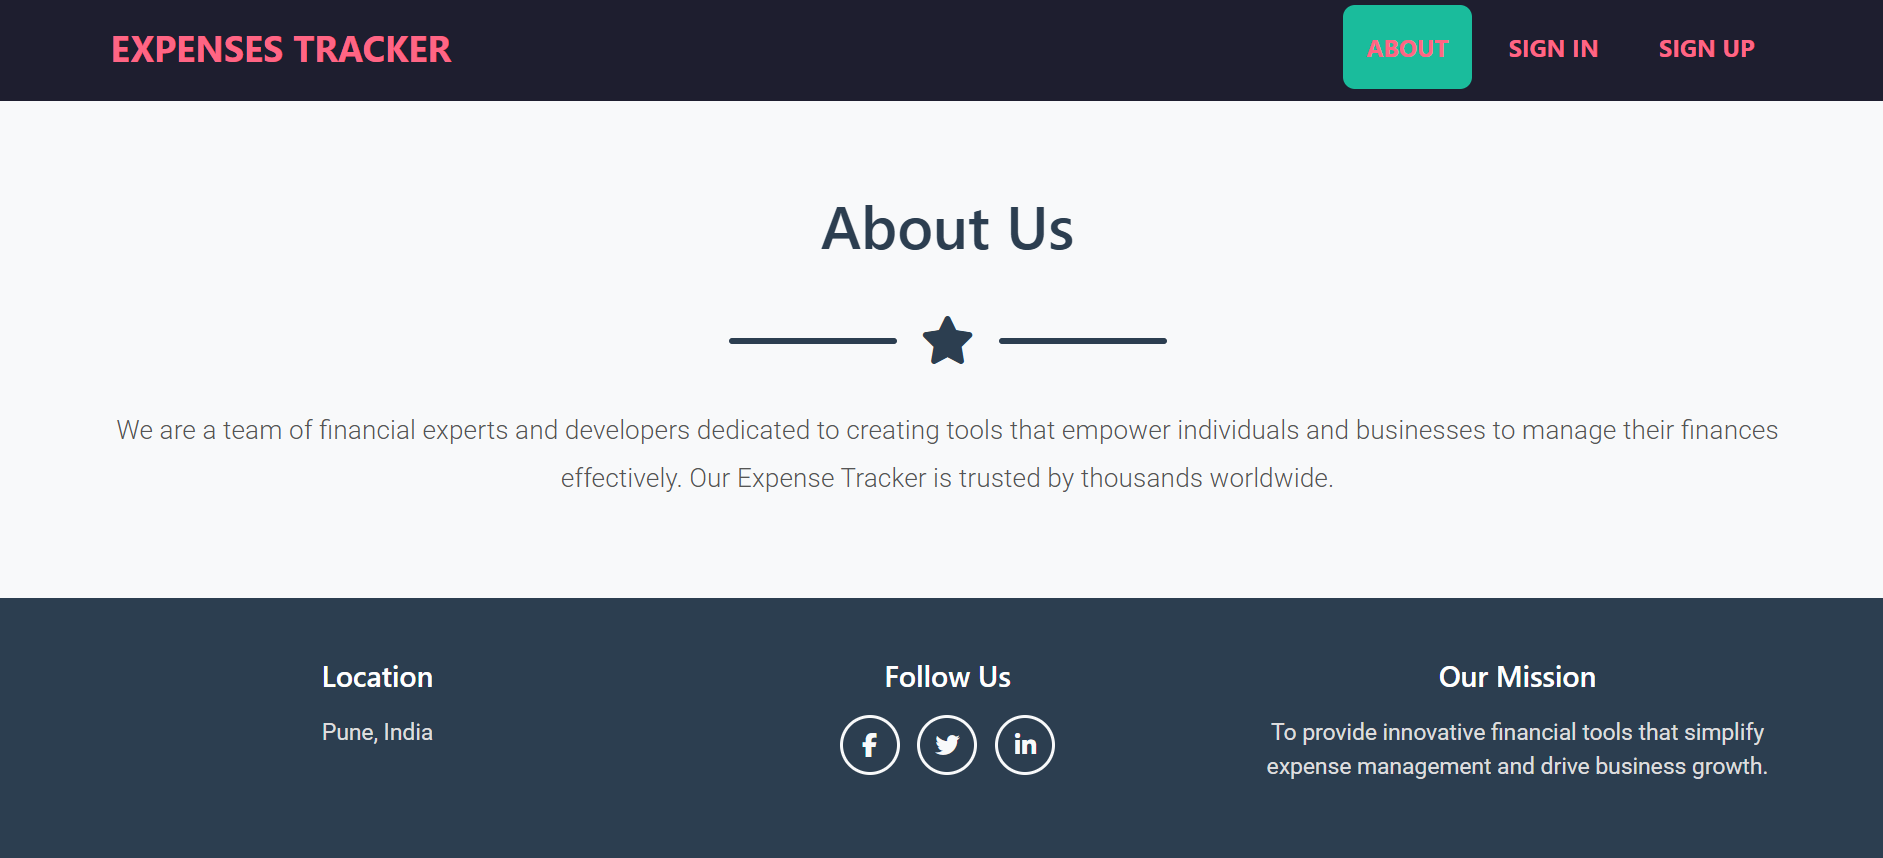 EXPENSES TRACKER
ABOUT
SIGN IN
SIGN UP
About Us
We are a team of financial experts and developers dedicated to creating tools that empower individuals and businesses to manage their finances
effectively. Our Expense Tracker is trusted by thousands worldwide.
Location
Pune, India
Follow Us
Our Mission
To provide innovative financial tools that simplify
expense management and drive business growth.